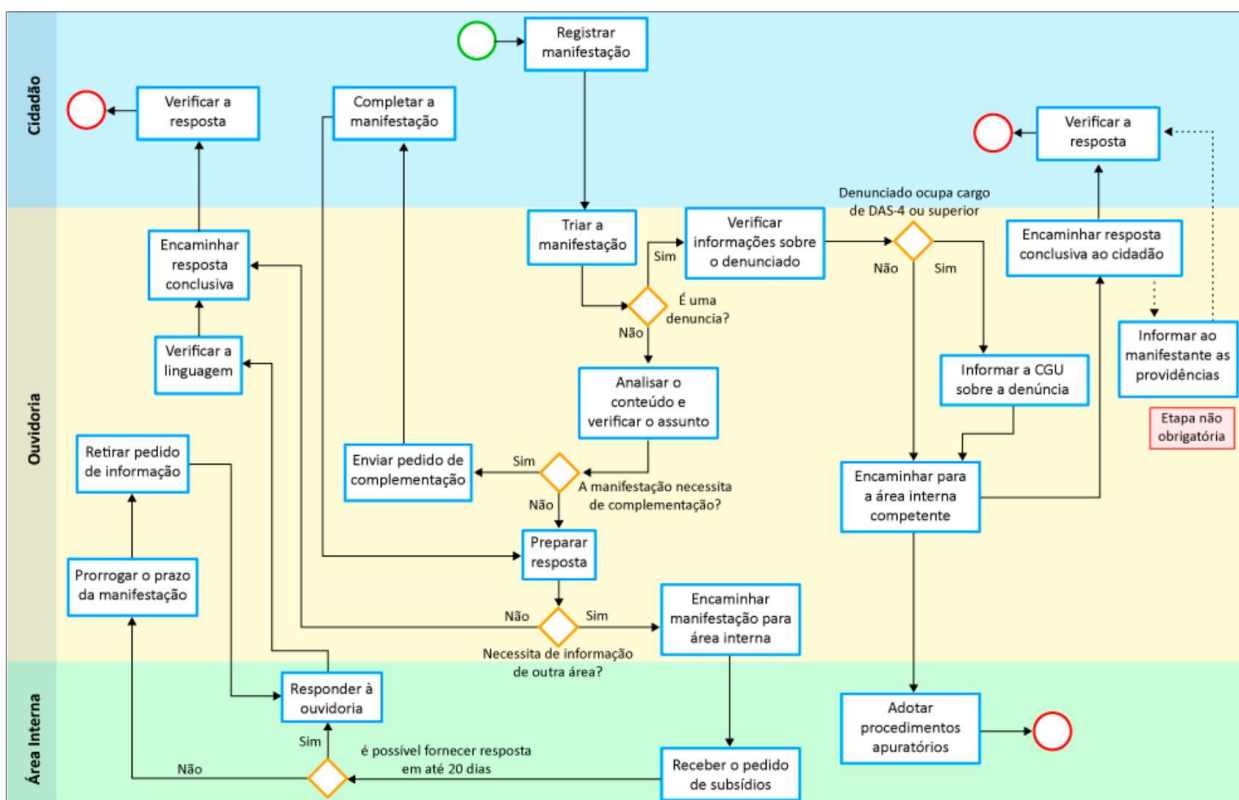 Cidadão
Registrar
manifestação
Verificar a
resposta
Completar a
manifestação
Verificar a
resposta
Ouvidoria
Denunciado ocupa cargo
de DAS-4 ou superior
Triar a
manifestação
Verificar
informações sobre
o denunciado
Encaminhar
resposta
conclusiva
Encaminhar resposta
conclusiva ao cidadão
Sim
Não
Sim
É uma
denuncia?
Não
Verificar a
linguagem
Informar ao
manifestante as
providências
Analisar o
conteúdo e
verificar o assunto
Informar a CGU
sobre a denúncia
Etapa não
obrigatória
Retirar pedido
de informação
Enviar pedido de
complementação
Sim
A manifestação necessita
de complementação?
Não
Encaminhar para
a área interna
competente
Preparar
resposta
Prorrogar o prazo
da manifestação
Encaminhar
manifestação para
área interna
Não
Sim
Necessita de informação
de outra área?
Área Interna
Responder à
ouvidoria
Adotar
procedimentos
apuratórios
Sim
é possível fornecer resposta
em até 20 dias
Não
Receber o pedido
de subsídios